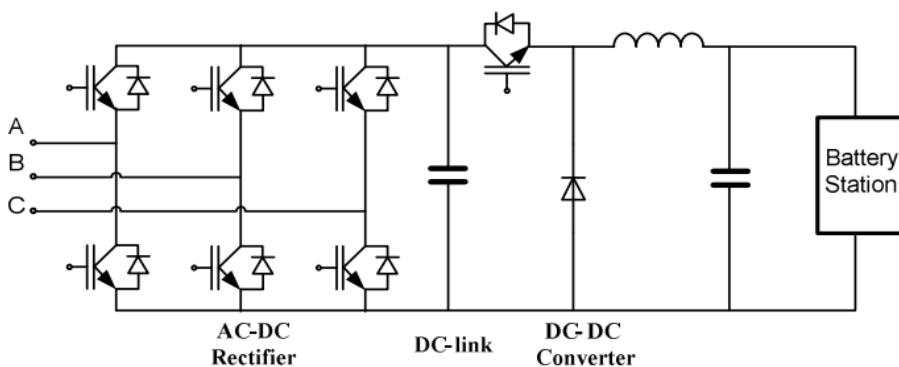 A
B
C
Battery
Station
AC-DC
Rectifier
DC-link
DC-DC
Converter